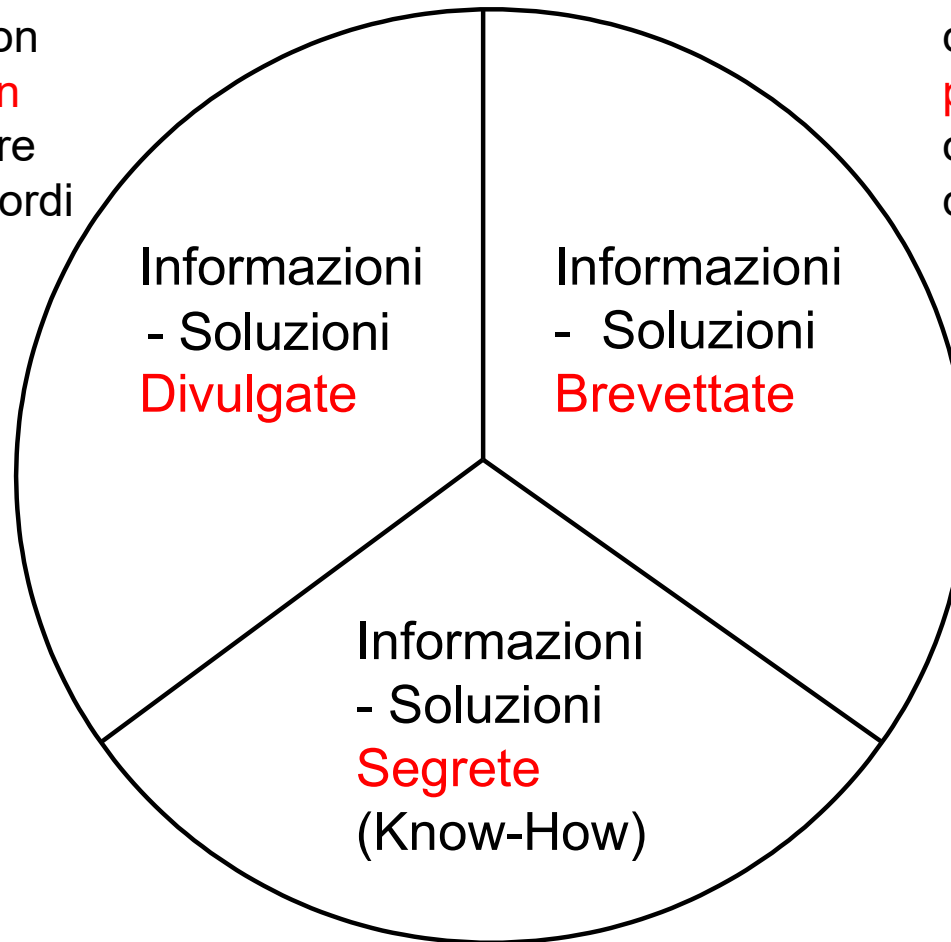 Informazioni
- Soluzioni
Divulgate
Informazioni
- Soluzioni
Brevettate
Informazioni
- Soluzioni
Segrete
(Know-How)